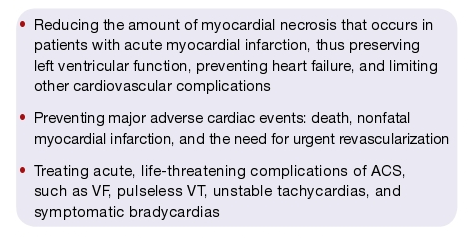 • Reducing the amount of myocardial necrosis that occurs in
patients with acute myocardial infarction, thus preserving
left ventricular function, preventing heart failure, and limiting
other cardiovascular complications
• Preventing major adverse cardiac events: death, nonfatal
myocardial infarction, and the need for urgent revascularization
• Treating acute, life-threatening complications of ACS,
such as VF, pulseless VT, unstable tachycardias, and
symptomatic bradycardias